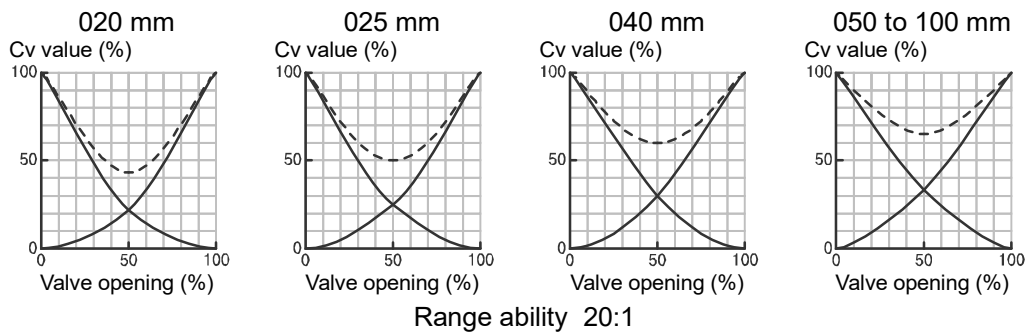 020 mm
Cv value (%)
100
50
0
0 50 100
Valve opening (%)
025 mm
Cv value (%)
100
50
0
0 50 100
Valve opening (%)
040 mm
Cv value (%)
100
50
0
0 50 100
Valve opening (%)
050 to 100 mm
Cv value (%)
100
50
0
0 50 100
Valve opening (%)
Range ability 20:1